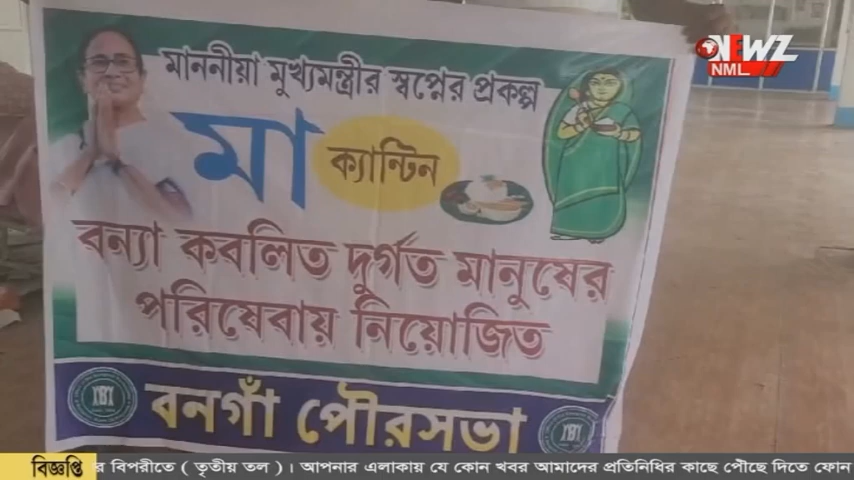 NEWZ
NML
মাননীয়া মুখ্যমন্ত্রীর স্বপ্নের প্রকল্প
মা
ক্যান্টিন
বন্যা কবলিত দুর্গত মানুষের
পরিষেবায় নিয়োজিত
বনগাঁ পৌরসভা
বিজ্ঞপ্তি
র বিপরীতে ( তৃতীয় তল ) । আপনার এলাকায় যে কোন খবর আমাদের প্রতিনিধির কাছে পৌছে দিতে ফোন